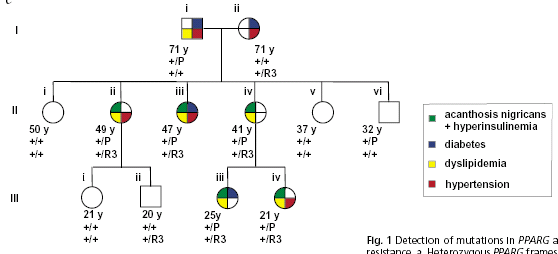 c
i ii
I
71 y 71 y
+/P +/+
+/+ +/R3
i ii iii iv v vi
II
50 y 49 y 47 y 41 y 37 y 32 y
+/+ +/P +/P +/P +/+ +/P
+/+ +/R3 +/R3 +/R3 +/+ +/+
i ii iii iv
III
21 y 20 y 25y 21 y
+/+ +/+ +/P +/P
+/+ +/R3 +/R3 +/R3
acanthosis nigricans
+ hyperinsulinemia
diabetes
dyslipidemia
hypertension
Fig. 1 Detection of mutations in PPARG a
resistance. a. Heterozygous PPARG frames